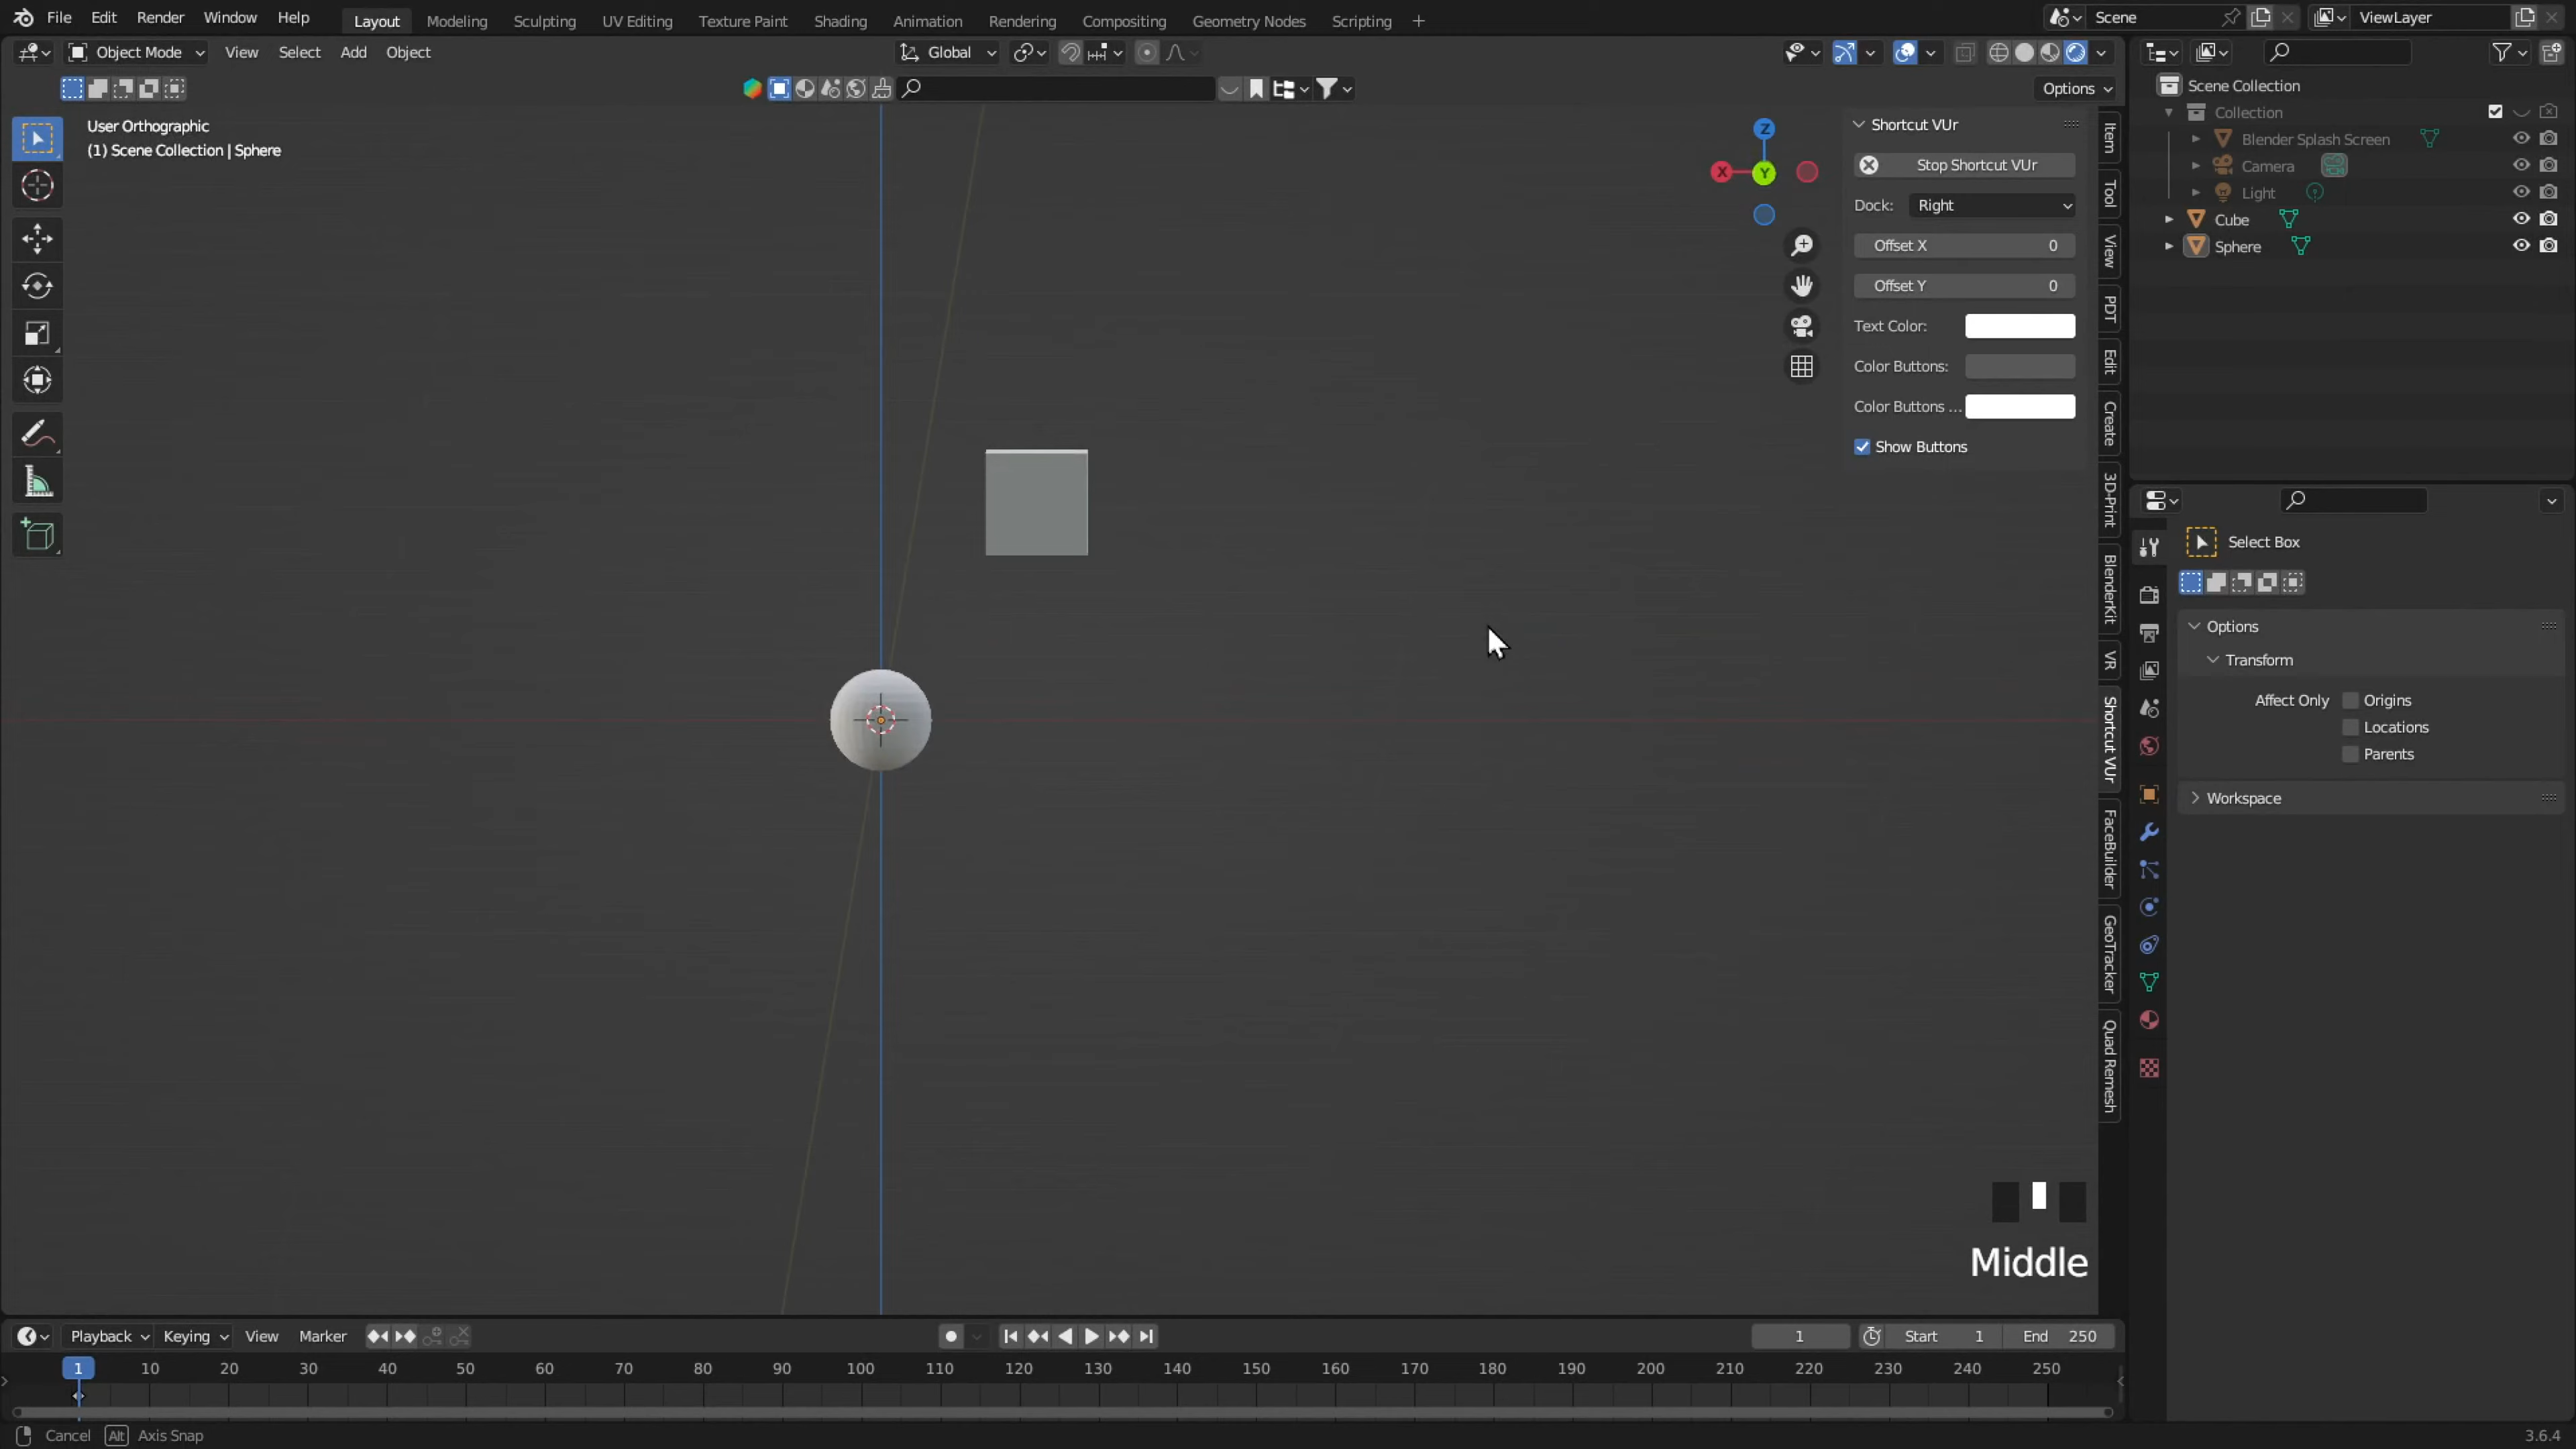 File Edit Render Window Help Layout Modeling Sculpting UV Editing Texture Paint Shading Animation Rendering Compositing Geometry Nodes Scripting + Scene ViewLayer
Object Mode View Select Add Object Global
Options
User Orthographic
(1) Scene Collection | Sphere
X Y Z
Shortcut VUr
Stop Shortcut VUr
Dock: Right
Offset X 0
Offset Y 0
Text Color:
Color Buttons:
Color Buttons ...
Show Buttons
Item
Tool
View
PDT
Edit
Create
3D-Print
BlenderKit
VR
Shortcut VUr
FaceBuilder
GeoTracker
Quad Remesh
Scene Collection
Collection
Blender Splash Screen
Camera
Light
Cube
Sphere
Select Box
Options
Transform
Affect Only Origins
Locations
Parents
Workspace
Middle
Playback Keying View Marker 1 Start 1 End 250
1 10 20 30 40 50 60 70 80 90 100 110 120 130 140 150 160 170 180 190 200 210 220 230 240 250
Cancel Alt Axis Snap 3.6.4